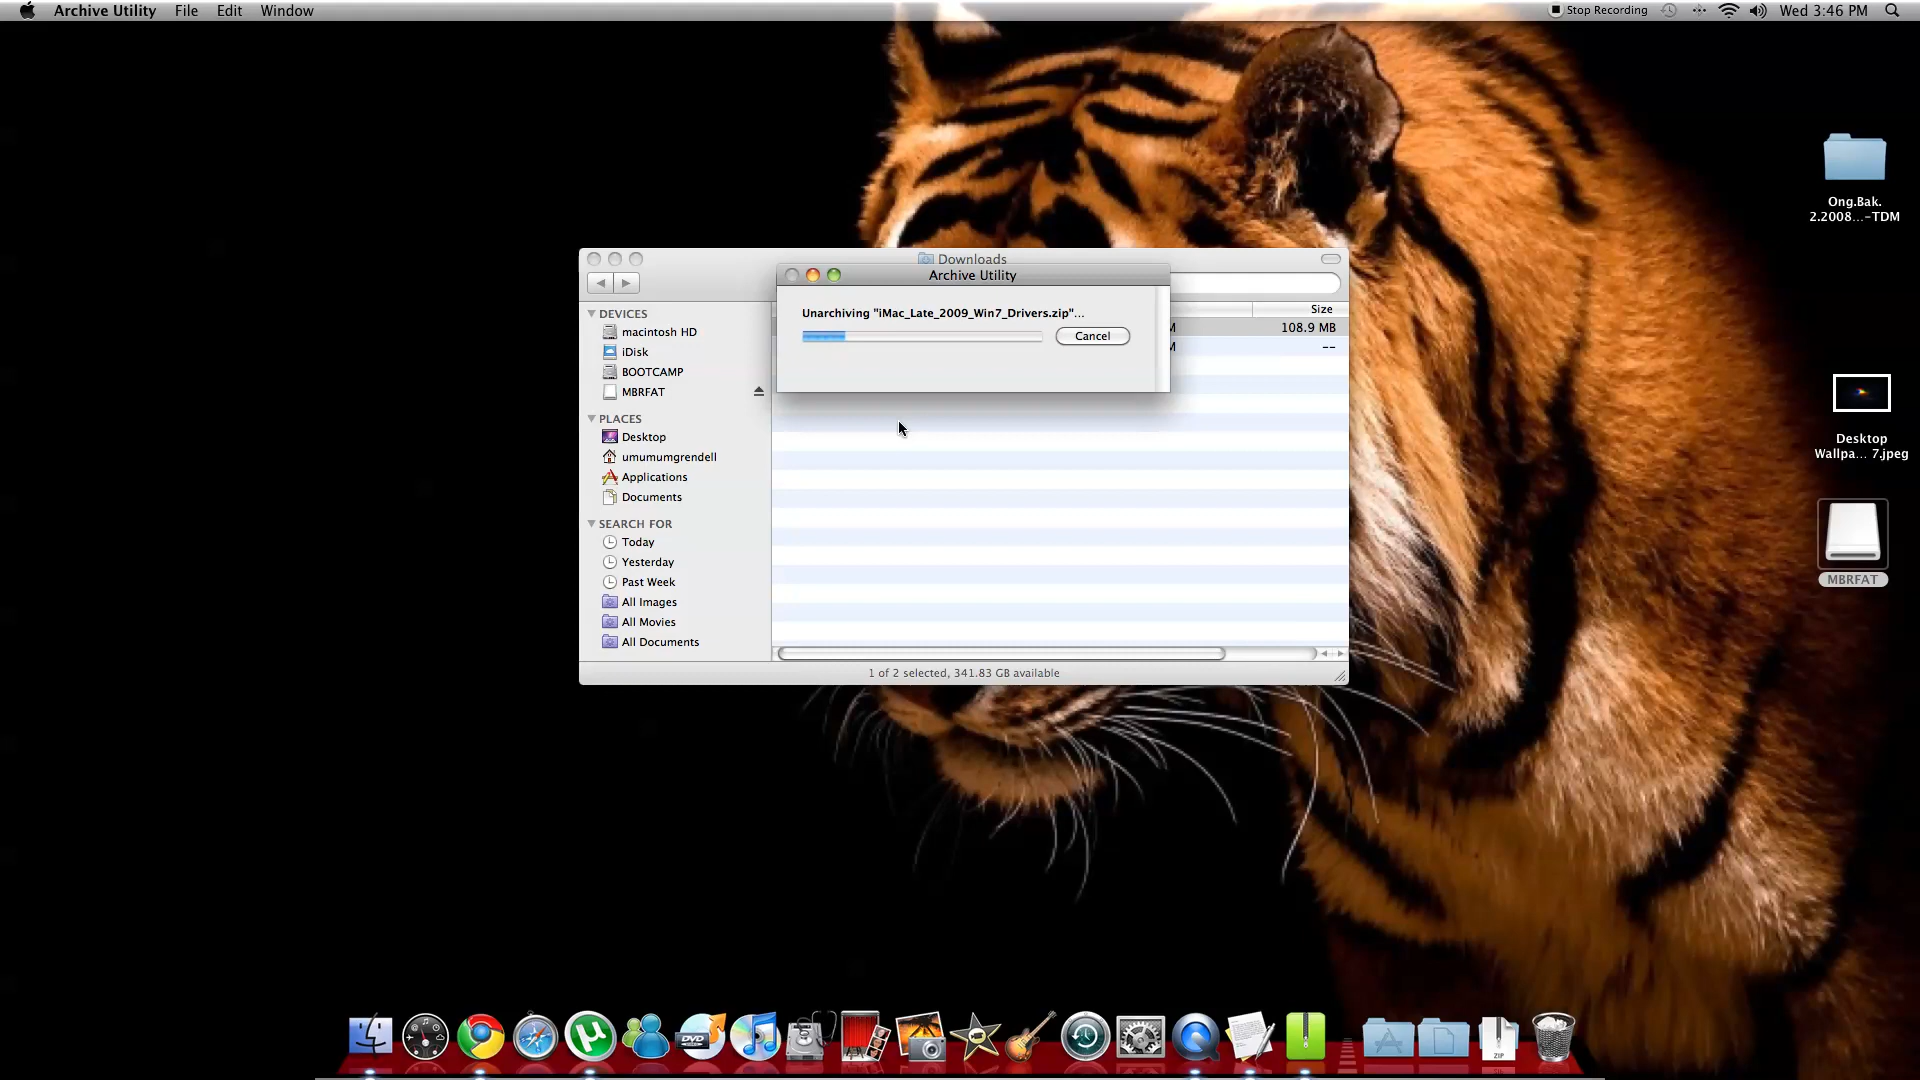 Archive Utility File Edit Window Stop Recording Wed 3:46 PM
Ong.Bak.
2.2008...-TDM
Desktop
Wallpa... 7.jpeg
MBRFAT
Downloads
Archive Utility
Unarchiving "iMac_Late_2009_Win7_Drivers.zip"...
Cancel
Size
M 108.9 MB
M --
DEVICES
macintosh HD
iDisk
BOOTCAMP
MBRFAT
PLACES
Desktop
umumumgrendell
Applications
Documents
SEARCH FOR
Today
Yesterday
Past Week
All Images
All Movies
All Documents
1 of 2 selected, 341.83 GB available
DVD
ZIP